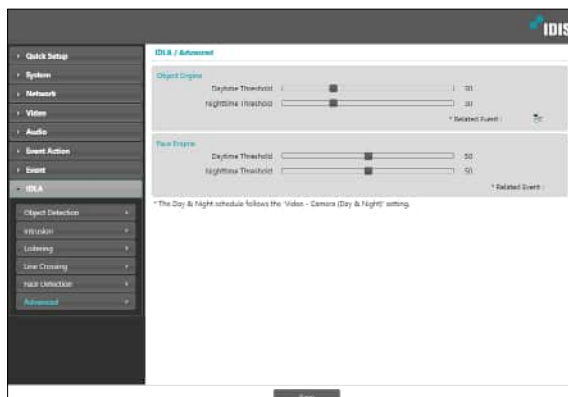 IDIS
Quick Setup
System
Network
Video
Audio
Event Action
Event
IDLA
Object Detection
Intrusion
Loitering
Line Crossing
Face Detection
Advanced
IDLA / Advanced
Object Engine
Daytime Threshold 30
Nighttime Threshold 30
* Related Event :
Face Engine
Daytime Threshold 50
Nighttime Threshold 50
* Related Event :
* The Day & Night schedule follows the 'Video - Camera (Day & Night)' setting.